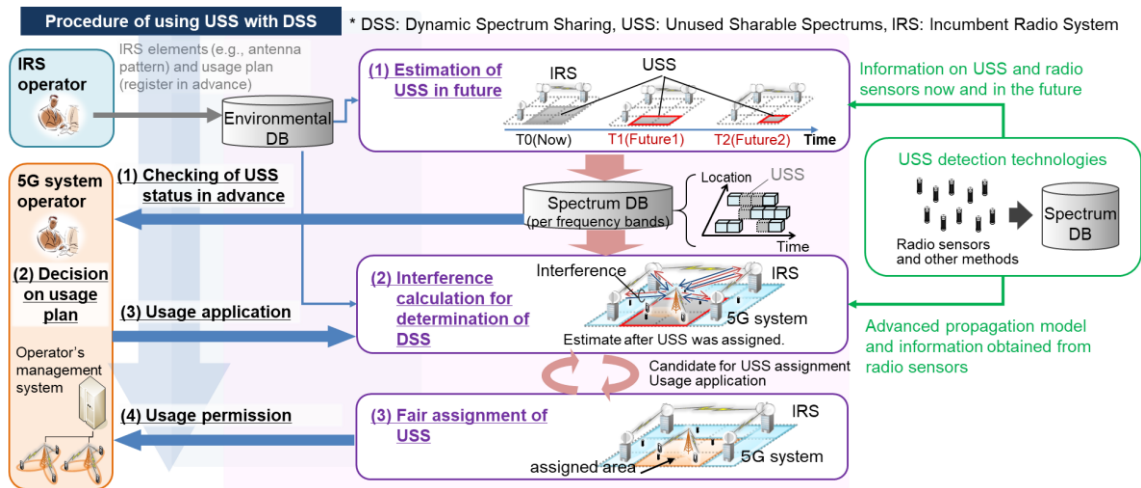 Procedure of using USS with DSS
* DSS: Dynamic Spectrum Sharing, USS: Unused Sharable Spectrums, IRS: Incumbent Radio System
IRS
operator
IRS elements (e.g., antenna
pattern) and usage plan
(register in advance)
Environmental
DB
(1) Estimation of
USS in future
IRS
USS
T0(Now)
T1(Future1)
T2(Future2)
Time
Information on USS and radio
sensors now and in the future
5G system
operator
(1) Checking of USS
status in advance
Spectrum DB
(per frequency bands)
Location
USS
Time
USS detection technologies
Radio sensors
and other methods
Spectrum
DB
(2) Decision
on usage
plan
(3) Usage application
(2) Interference
calculation for
determination of
DSS
Interference
IRS
5G system
Estimate after USS was assigned.
Advanced propagation model
and information obtained from
radio sensors
Operator's
management
system
Candidate for USS assignment
Usage application
(4) Usage permission
(3) Fair assignment of
USS
IRS
5G system
assigned area